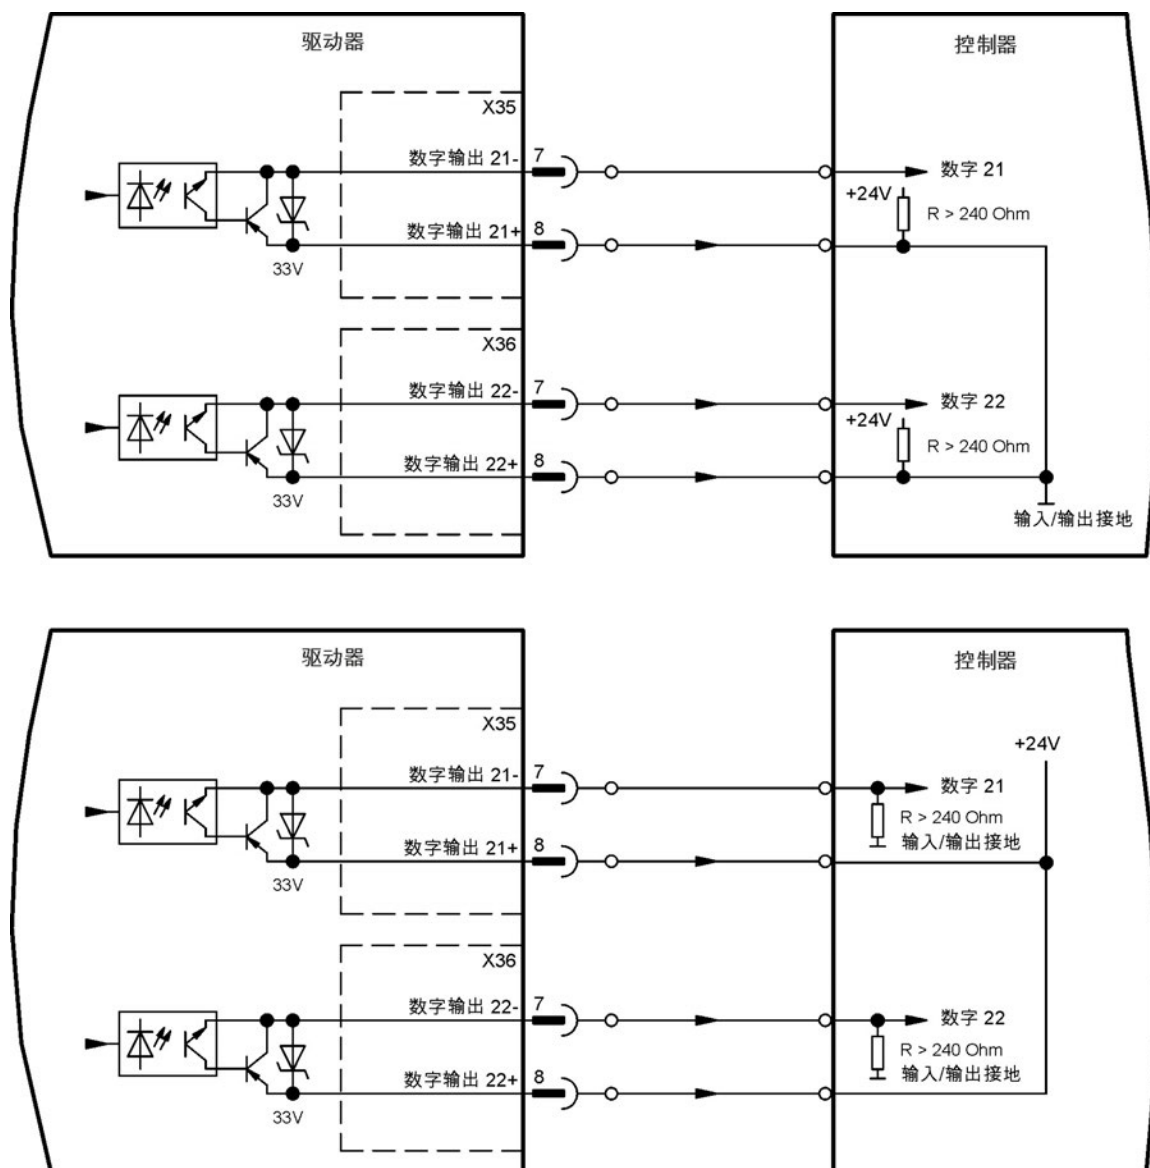 驱动器
控制器
X35
数字输出 21-
7
数字 21
+24V
R > 240 Ohm
数字输出 21+
8
33V
X36
数字输出 22-
7
数字 22
+24V
R > 240 Ohm
数字输出 22+
8
33V
输入/输出接地
驱动器
控制器
X35
+24V
数字输出 21-
7
数字 21
R > 240 Ohm
输入/输出接地
数字输出 21+
8
33V
X36
数字输出 22-
7
数字 22
R > 240 Ohm
输入/输出接地
数字输出 22+
8
33V